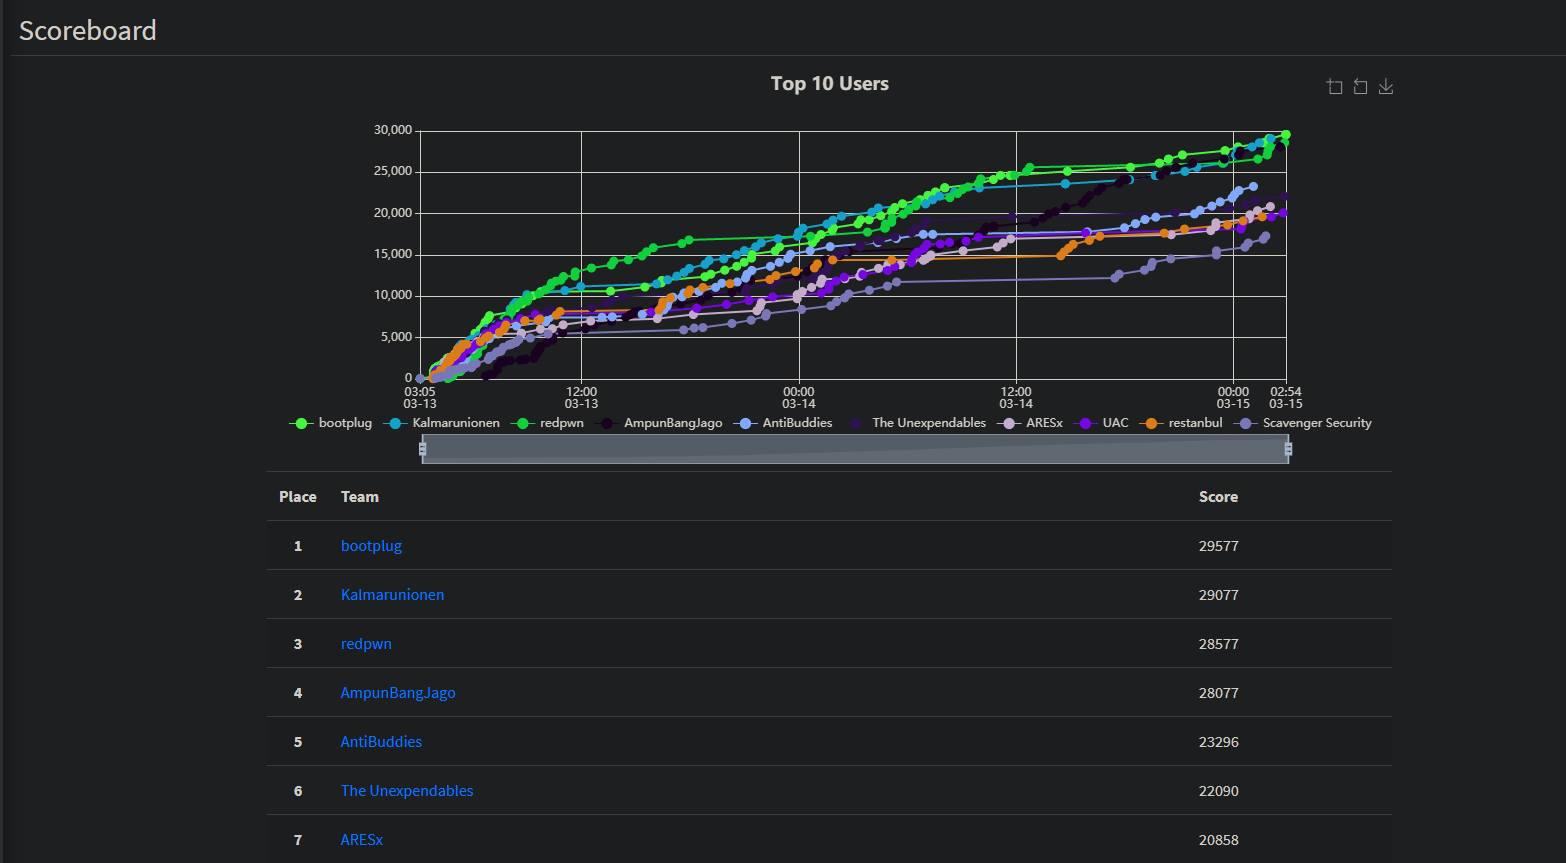 Scoreboard
Top 10 Users
30,000
25,000
20,000
15,000
10,000
5,000
0
03:05 12:00 00:00 12:00 00:00 02:54
03-13 03-13 03-14 03-14 03-15 03-15
bootplug Kalmarunionen redpwn AmpunBangJago AntiBuddies The Unexpendables ARESx UAC restanbul Scavenger Security
Place Team Score
1 bootplug 29577
2 Kalmarunionen 29077
3 redpwn 28577
4 AmpunBangJago 28077
5 AntiBuddies 23296
6 The Unexpendables 22090
7 ARESx 20858